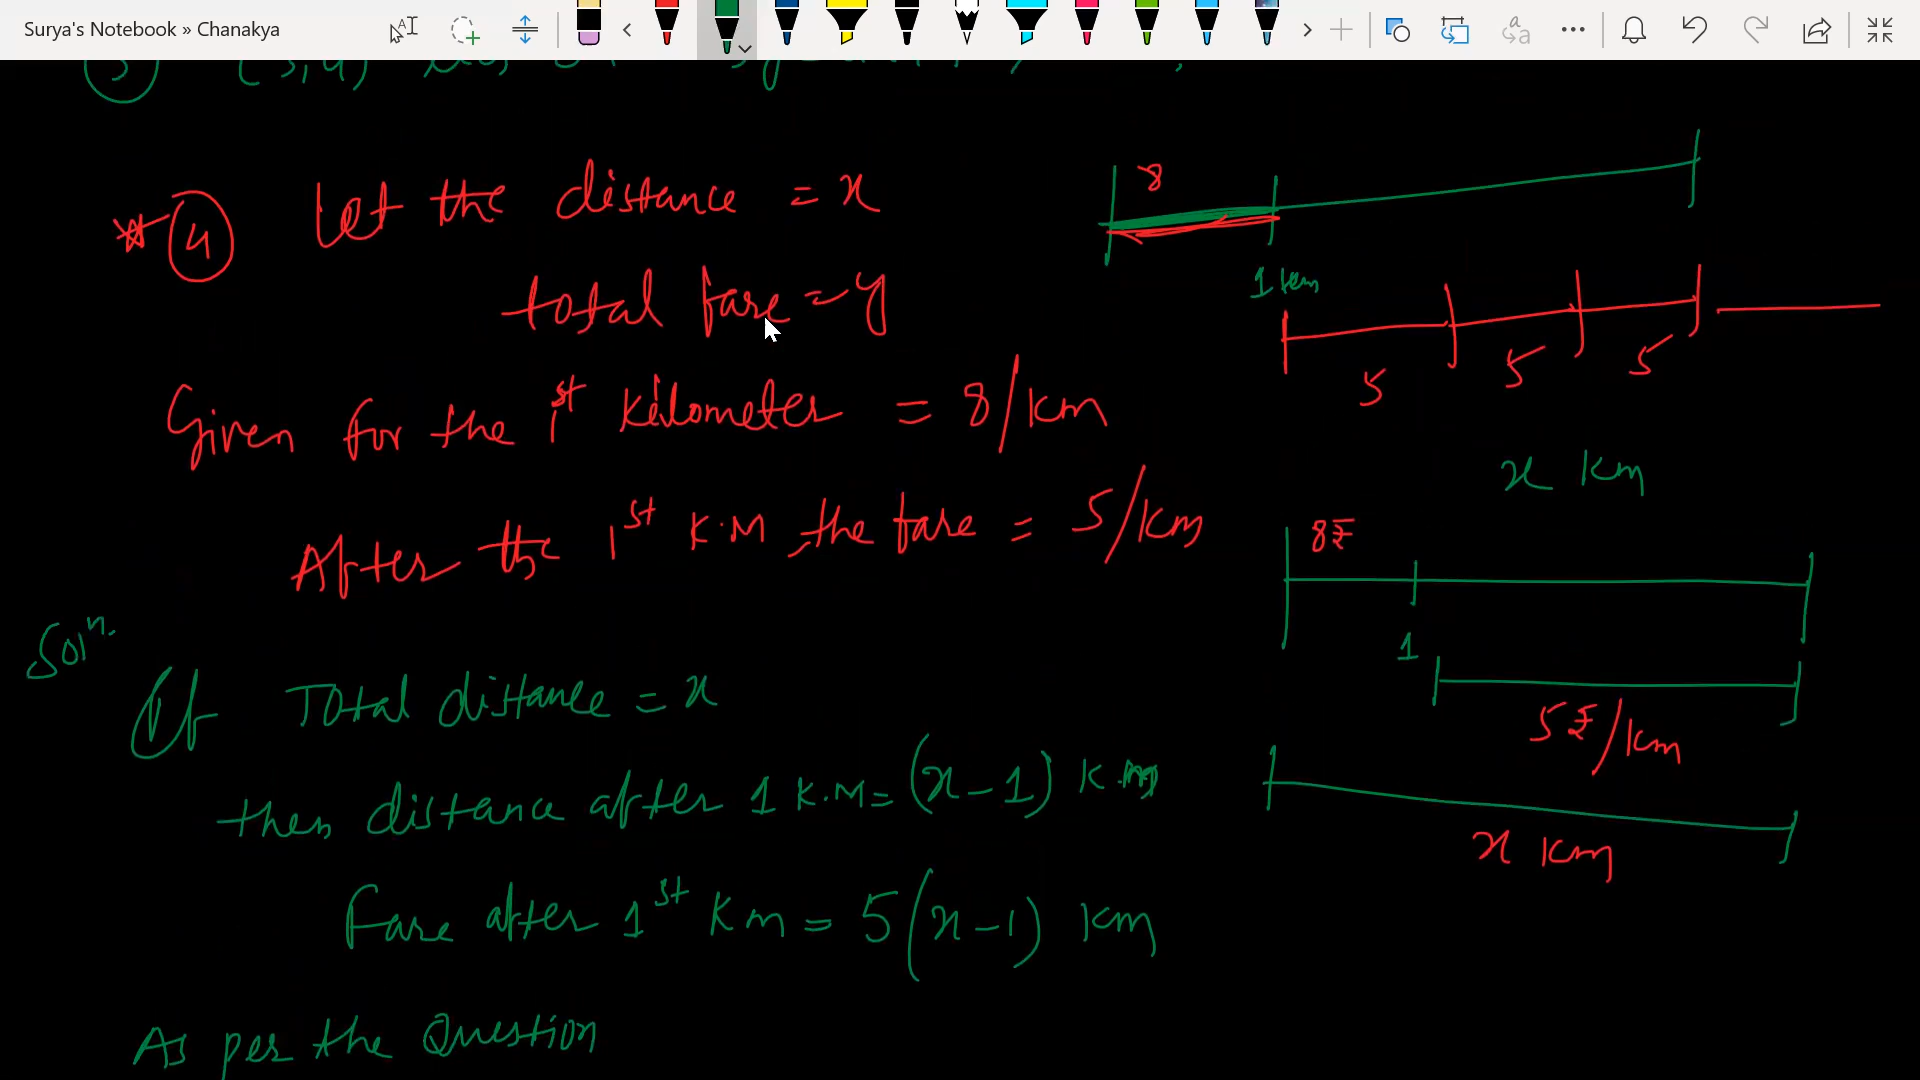 Surya's Notebook » Chanakya
4 Let the distance = x
total fare = y
Given for the 1st kilometer = 8/km
After the 1st K.M, the fare = 5/km
Soln.
If Total distance = x
then distance after 1 K.M = (x-1) K.m
Fare after 1st Km = 5(x-1) km
As per the Question
8
1 km
5 5 5
x km
8₹
1
5₹/km
x km